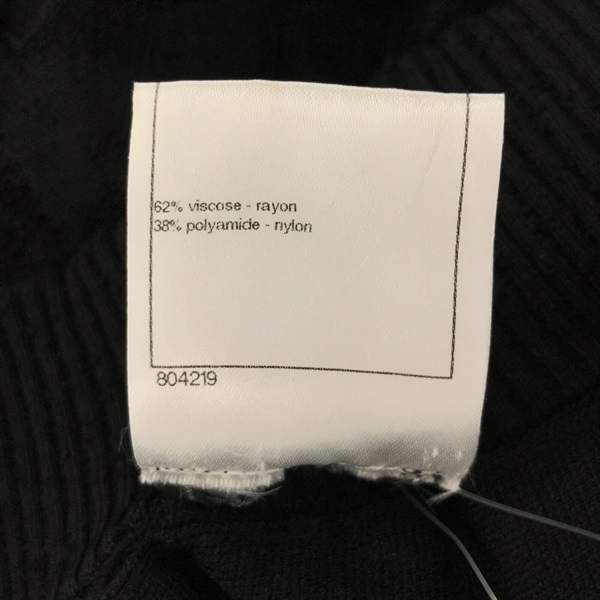 62% viscose - rayon
38% polyamide - nylon
804219